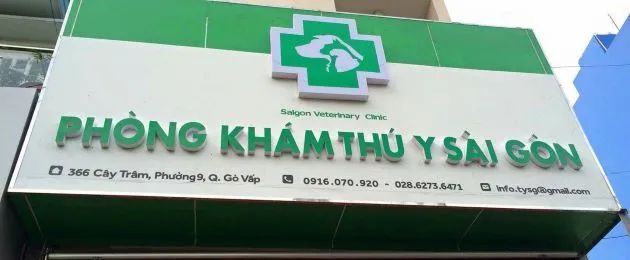 Saigon Veterinary Clinic
PHÒNG KHÁM THÚ Y SÀI GÒN
366 Cây Trâm, Phường 9, Q. Gò Vấp 0916.070.920 - 028.6273.6471 info.tysg@gmail.com